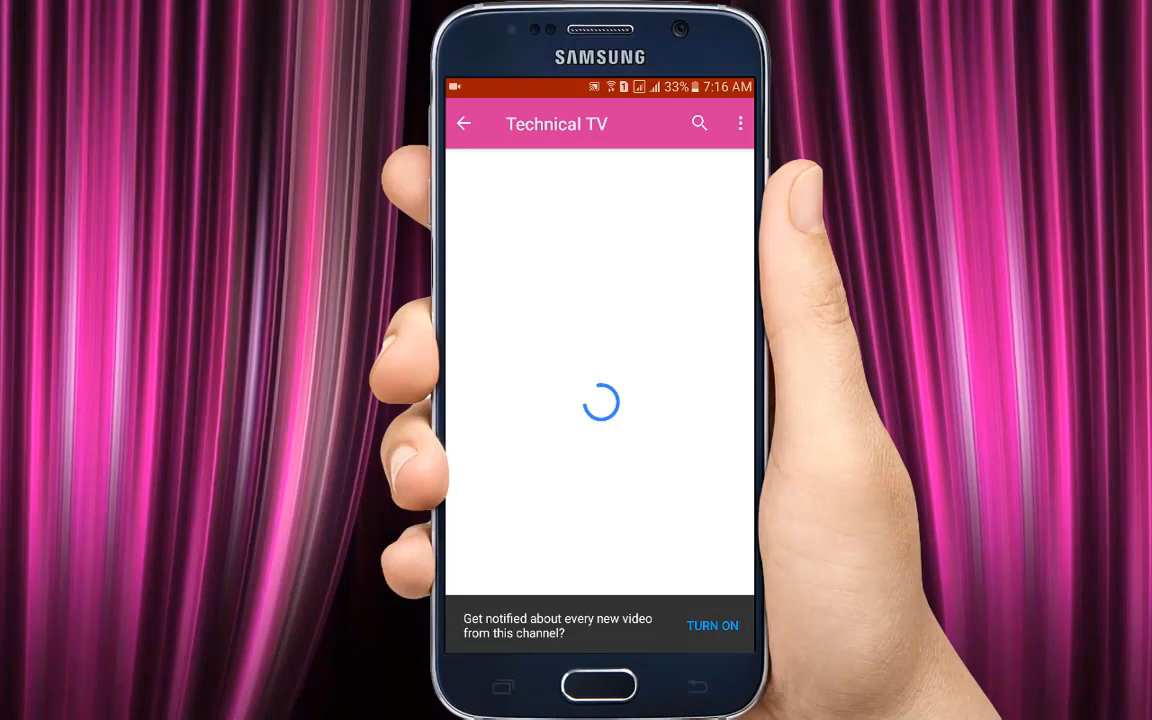 SAMSUNG
33% 7:16 AM
Technical TV
Get notified about every new video
from this channel?
TURN ON